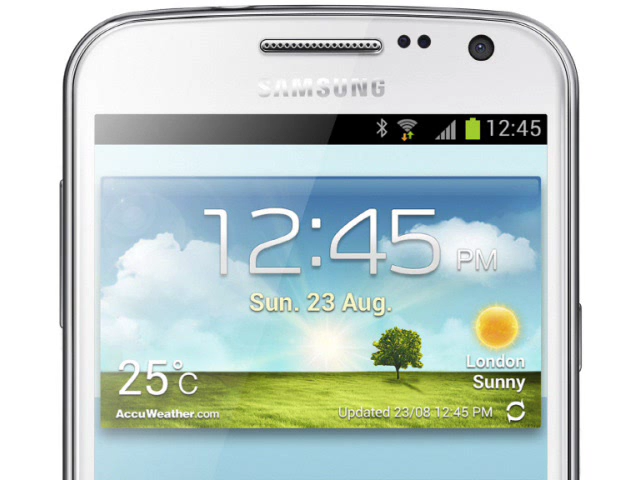 SAMSUNG
12:45
12:45 PM
Sun. 23 Aug.
London
25°C Sunny
AccuWeather.com Updated 23/08 12:45 PM